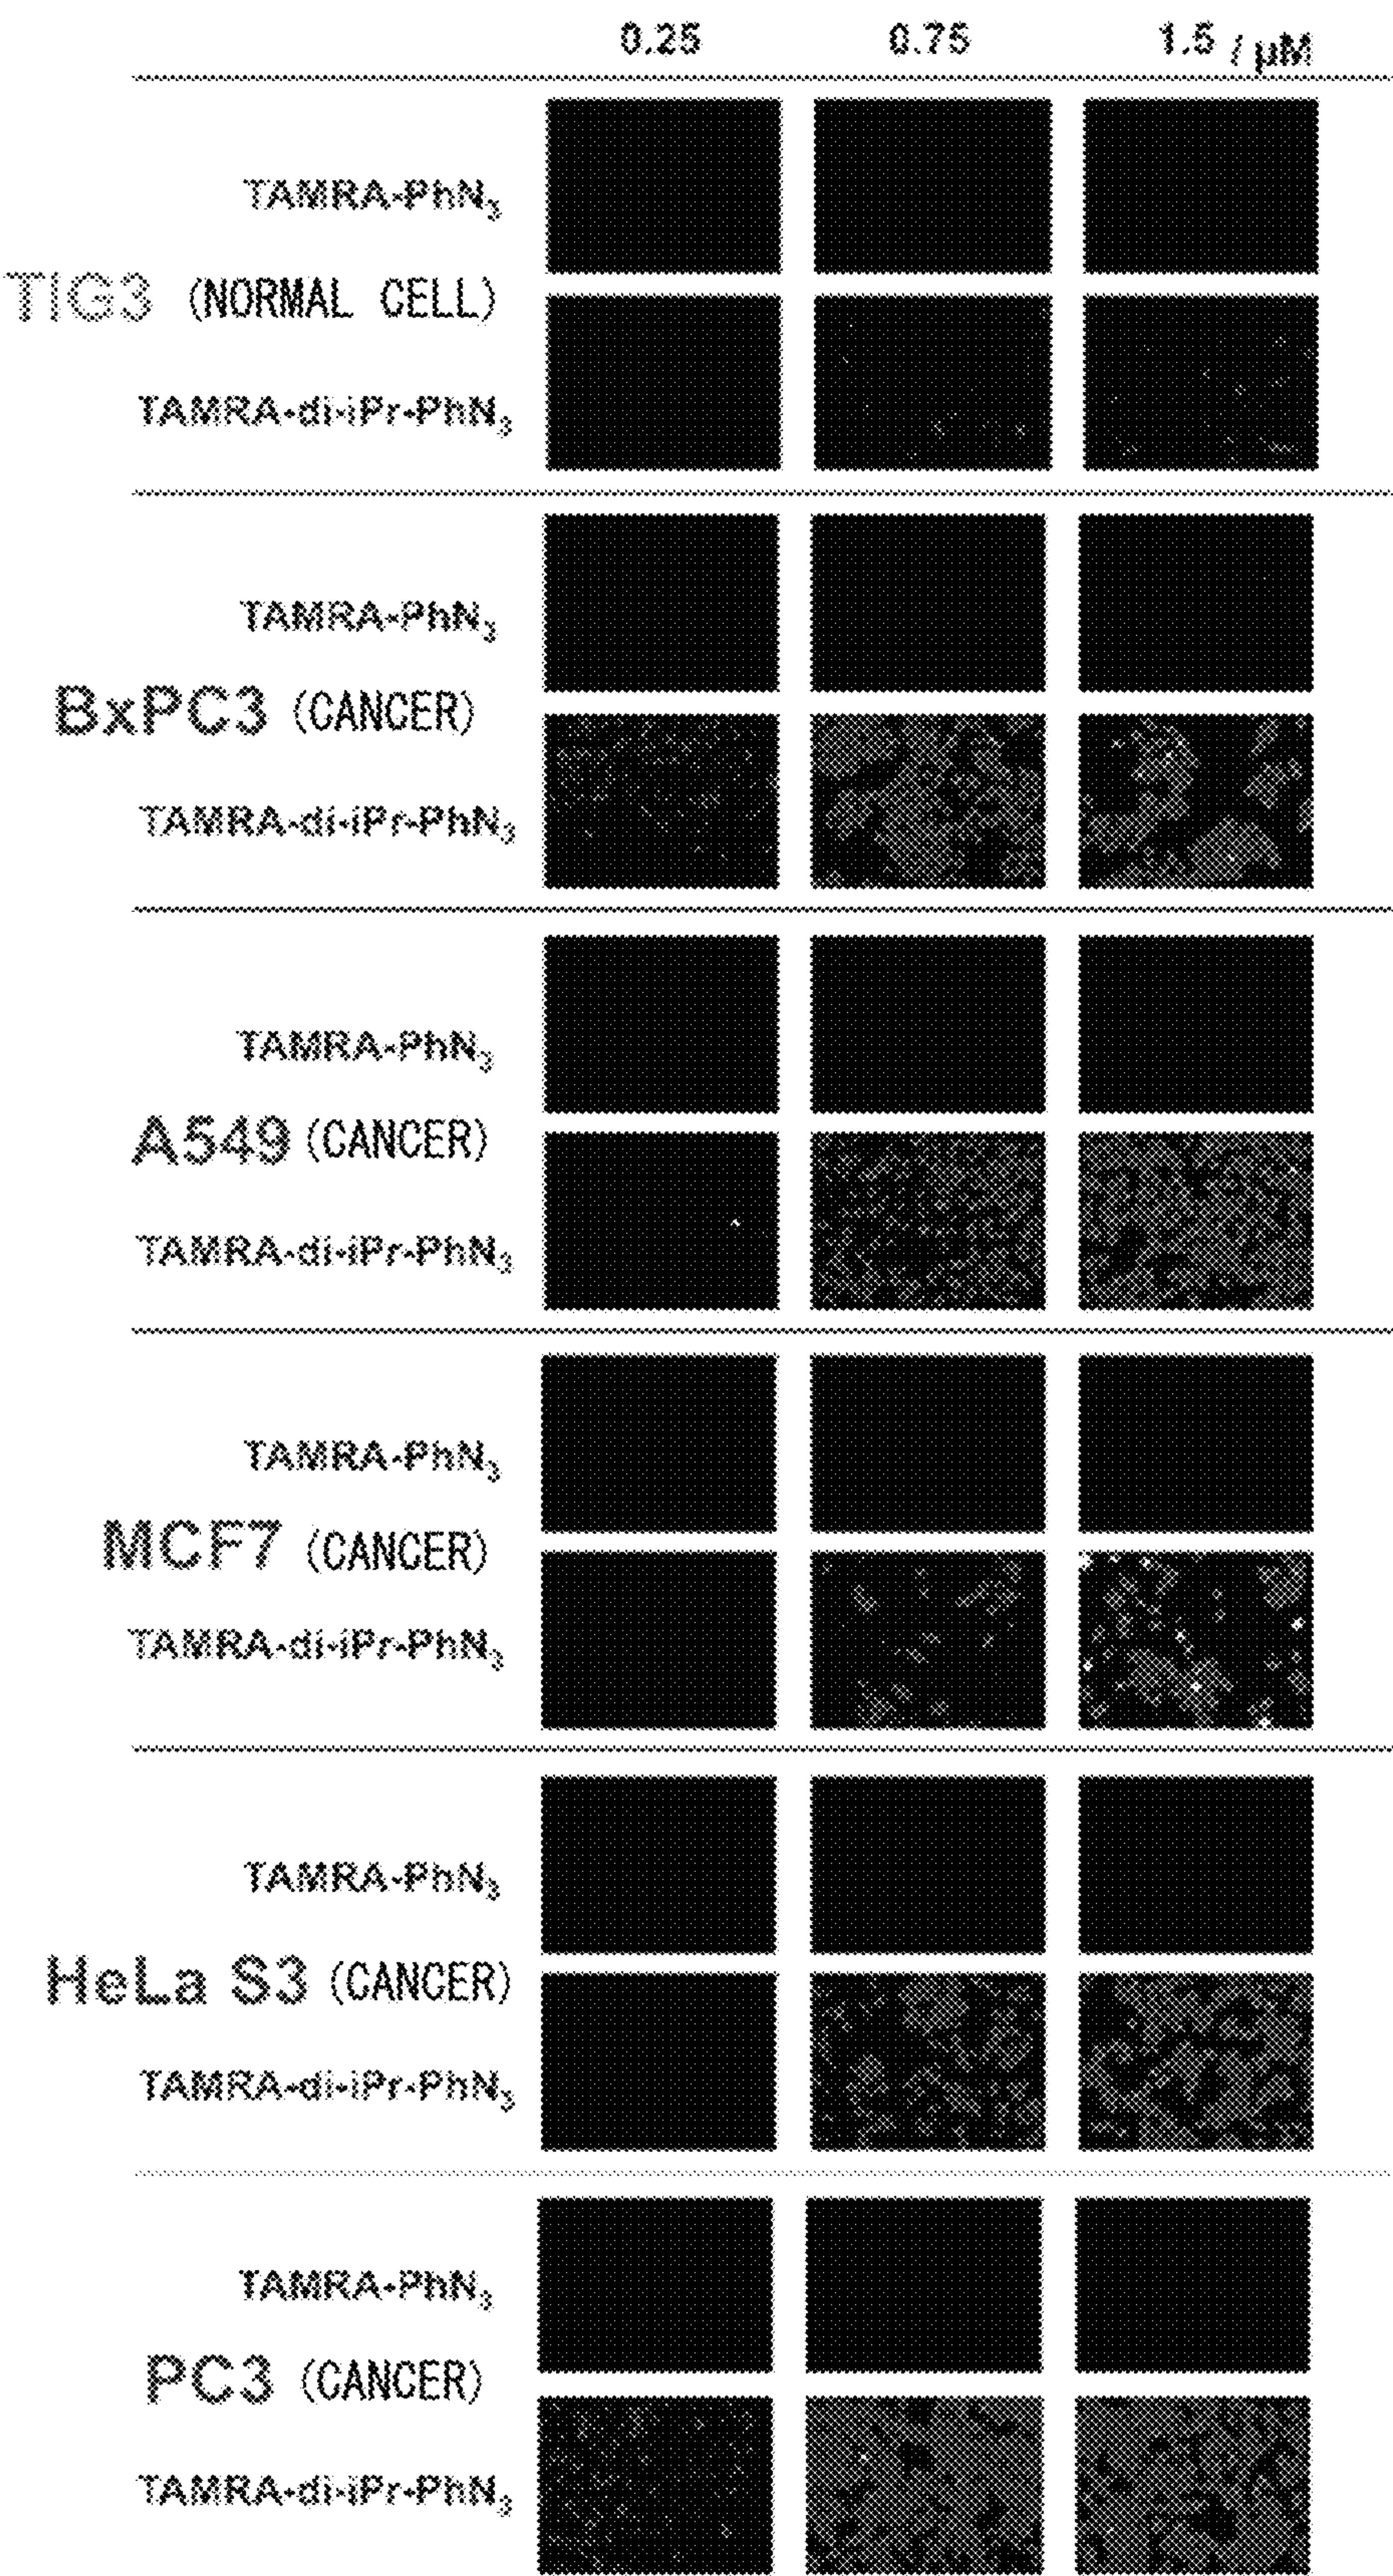 0.25 0.75 1.5 / μM
TAMRA-PhN3
TIG3 (NORMAL CELL)
TAMRA-di-iPr-PhN3
TAMRA-PhN3
BxPC3 (CANCER)
TAMRA-di-iPr-PhN3
TAMRA-PhN3
A549 (CANCER)
TAMRA-di-iPr-PhN3
TAMRA-PhN3
MCF7 (CANCER)
TAMRA-di-iPr-PhN3
TAMRA-PhN3
HeLa S3 (CANCER)
TAMRA-di-iPr-PhN3
TAMRA-PhN3
PC3 (CANCER)
TAMRA-di-iPr-PhN3